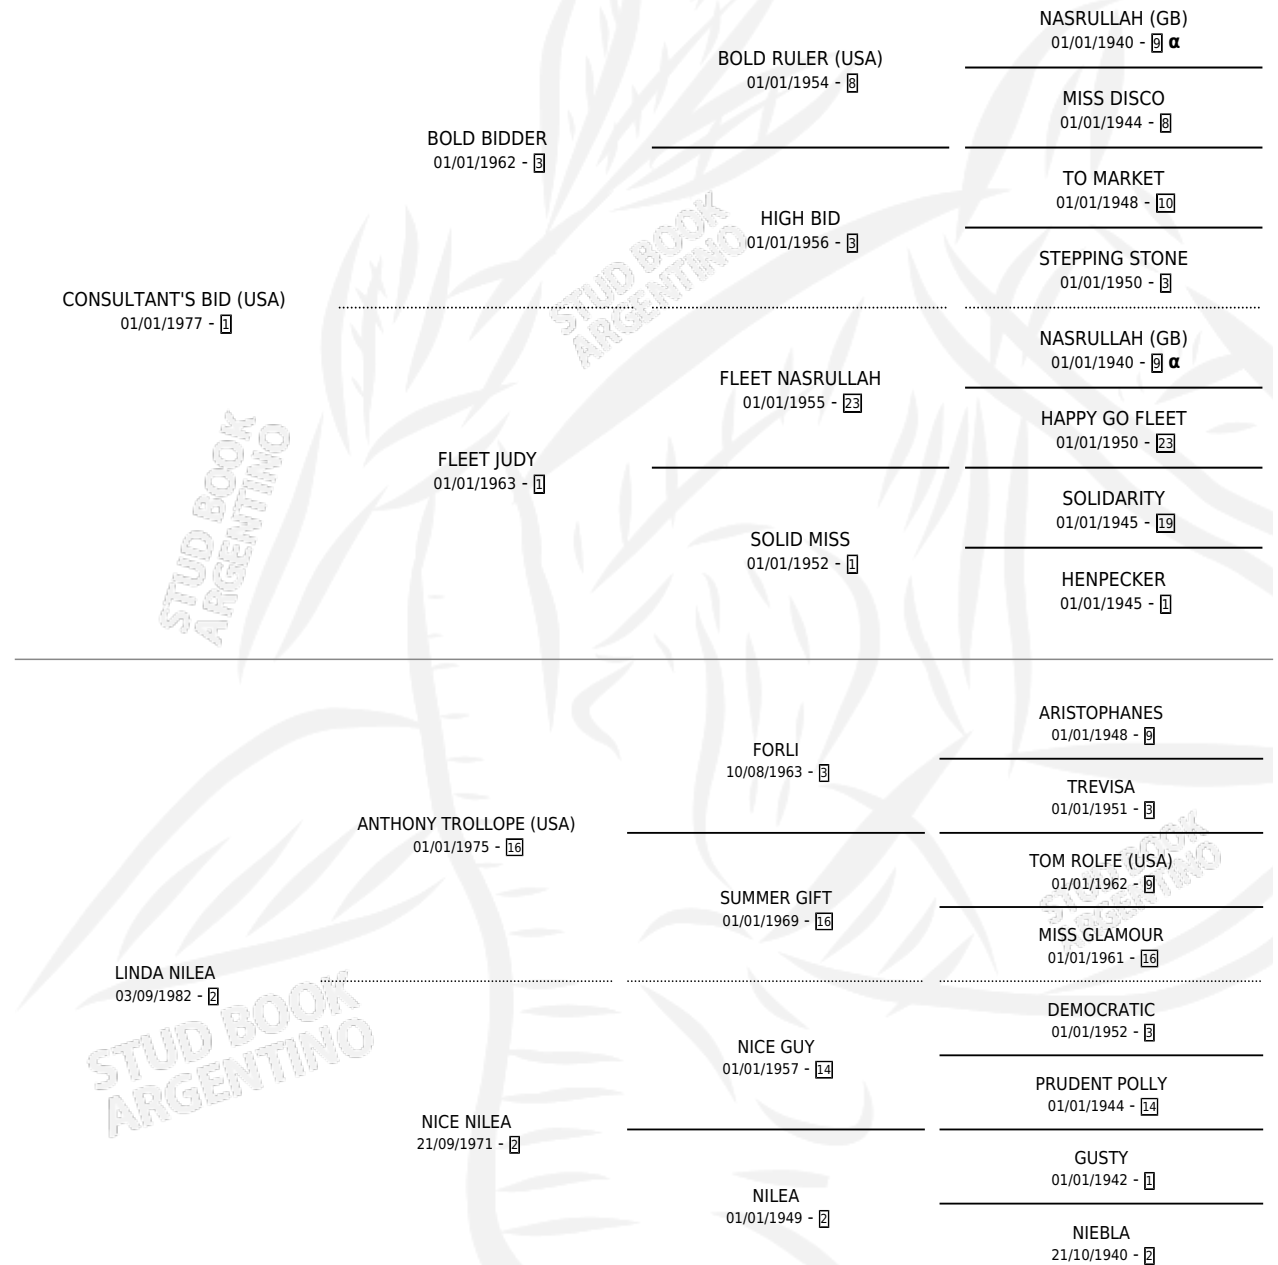 NASRULLAH (GB)
01/01/1940 - 9 α
BOLD RULER (USA)
01/01/1954 - 8
MISS DISCO
01/01/1944 - 8
BOLD BIDDER
01/01/1962 - 3
TO MARKET
01/01/1948 - 10
HIGH BID
01/01/1956 - 3
STEPPING STONE
01/01/1950 - 3
CONSULTANT'S BID (USA)
01/01/1977 - 1
NASRULLAH (GB)
01/01/1940 - 9 α
FLEET NASRULLAH
01/01/1955 - 23
HAPPY GO FLEET
01/01/1950 - 23
FLEET JUDY
01/01/1963 - 1
SOLIDARITY
01/01/1945 - 19
SOLID MISS
01/01/1952 - 1
HENPECKER
01/01/1945 - 1
ARISTOPHANES
01/01/1948 - 9
FORLI
10/08/1963 - 3
TREVISA
01/01/1951 - 3
ANTHONY TROLLOPE (USA)
01/01/1975 - 16
TOM ROLFE (USA)
01/01/1962 - 9
SUMMER GIFT
01/01/1969 - 16
MISS GLAMOUR
01/01/1961 - 16
LINDA NILEA
03/09/1982 - 2
DEMOCRATIC
01/01/1952 - 3
NICE GUY
01/01/1957 - 14
PRUDENT POLLY
01/01/1944 - 14
NICE NILEA
21/09/1971 - 2
GUSTY
01/01/1942 - 1
NILEA
01/01/1949 - 2
NIEBLA
21/10/1940 - 2
STUD BOOK
ARGENTINO
STUD BOOK
ARGENTINO
STUD BOOK
ARGENTINO
STUD BOOK
ARGENTINO